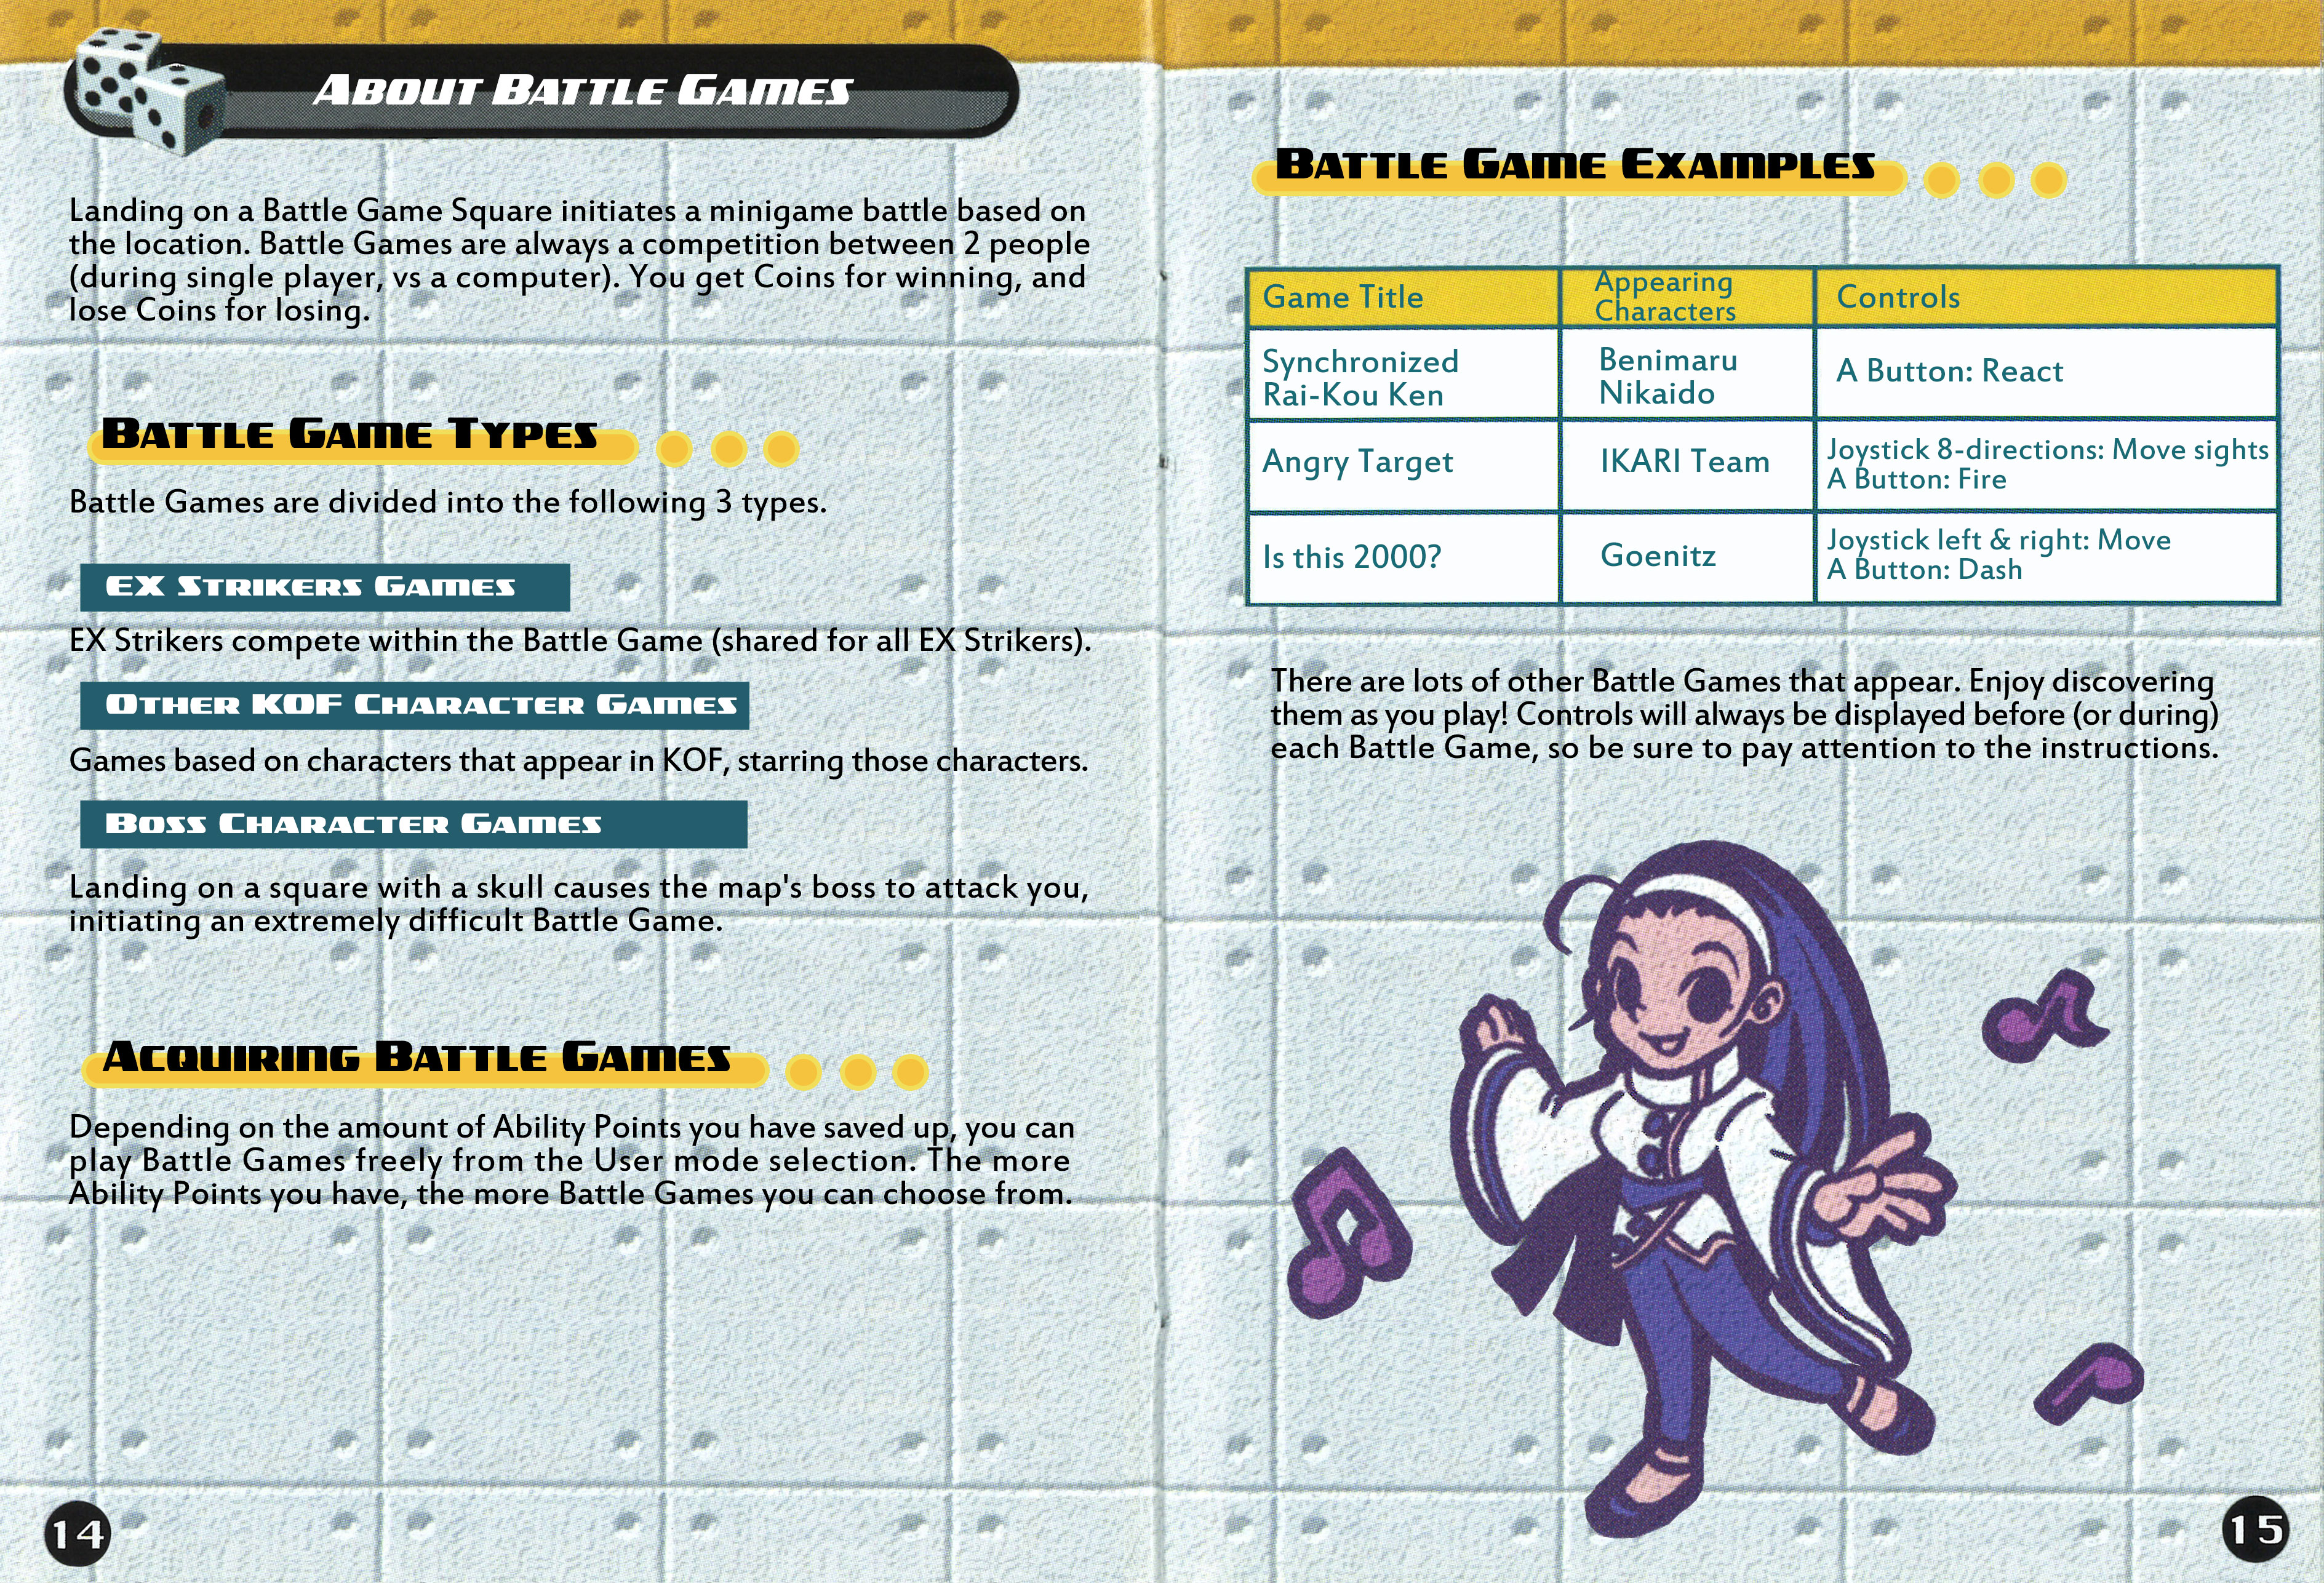 ABOUT BATTLE GAMES
Landing on a Battle Game Square initiates a minigame battle based on
the location. Battle Games are always a competition between 2 people
(during single player, vs a computer). You get Coins for winning, and
lose Coins for losing.
BATTLE GAME TYPES
Battle Games are divided into the following 3 types.
EX STRIKERS GAMES
EX Strikers compete within the Battle Game (shared for all EX Strikers).
OTHER KOF CHARACTER GAMES
Games based on characters that appear in KOF, starring those characters.
BOSS CHARACTER GAMES
Landing on a square with a skull causes the map's boss to attack you,
initiating an extremely difficult Battle Game.
ACQUIRING BATTLE GAMES
Depending on the amount of Ability Points you have saved up, you can
play Battle Games freely from the User mode selection. The more
Ability Points you have, the more Battle Games you can choose from.
14
BATTLE GAME EXAMPLES
Game Title
Appearing
Characters
Controls
Synchronized
Rai-Kou Ken
Benimaru
Nikaido
A Button: React
Angry Target
IKARI Team
Joystick 8-directions: Move sights
A Button: Fire
Is this 2000?
Goenitz
Joystick left & right: Move
A Button: Dash
There are lots of other Battle Games that appear. Enjoy discovering
them as you play! Controls will always be displayed before (or during)
each Battle Game, so be sure to pay attention to the instructions.
15